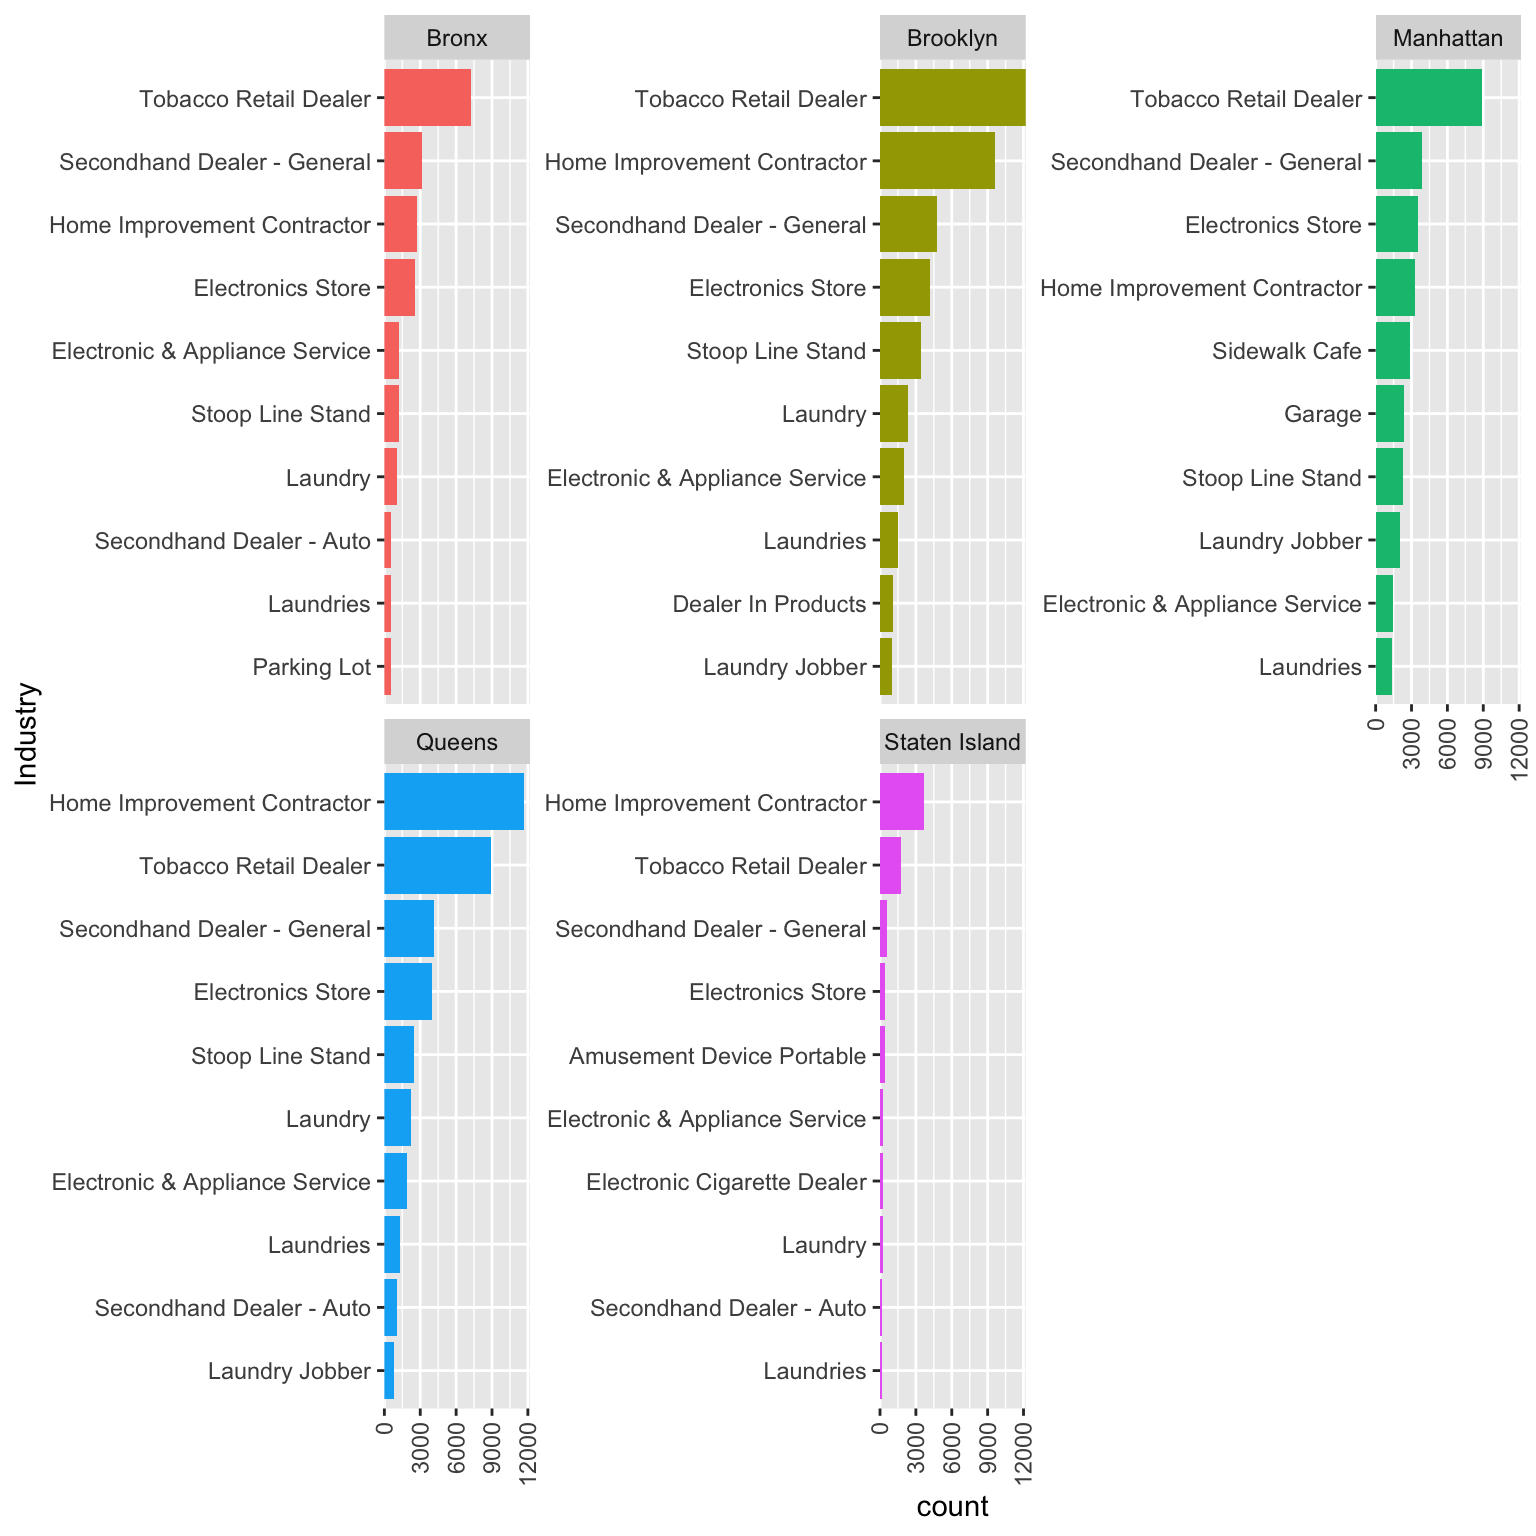 Bronx
Tobacco Retail Dealer
Secondhand Dealer - General
Home Improvement Contractor
Electronics Store
Electronic & Appliance Service
Stoop Line Stand
Laundry
Secondhand Dealer - Auto
Laundries
Parking Lot
Brooklyn
Tobacco Retail Dealer
Home Improvement Contractor
Secondhand Dealer - General
Electronics Store
Stoop Line Stand
Laundry
Electronic & Appliance Service
Laundries
Dealer In Products
Laundry Jobber
Manhattan
Tobacco Retail Dealer
Secondhand Dealer - General
Electronics Store
Home Improvement Contractor
Sidewalk Cafe
Garage
Stoop Line Stand
Laundry Jobber
Electronic & Appliance Service
Laundries
0
3000
6000
9000
12000
Industry
Queens
Home Improvement Contractor
Tobacco Retail Dealer
Secondhand Dealer - General
Electronics Store
Stoop Line Stand
Laundry
Electronic & Appliance Service
Laundries
Secondhand Dealer - Auto
Laundry Jobber
0
3000
6000
9000
12000
Staten Island
Home Improvement Contractor
Tobacco Retail Dealer
Secondhand Dealer - General
Electronics Store
Amusement Device Portable
Electronic & Appliance Service
Electronic Cigarette Dealer
Laundry
Secondhand Dealer - Auto
Laundries
0
3000
6000
9000
12000
count